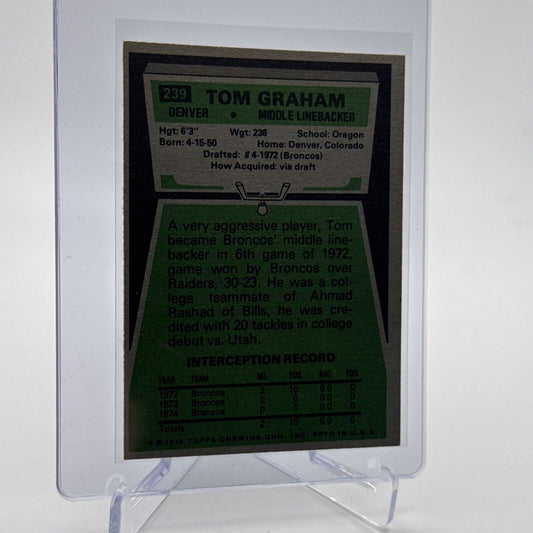 239 TOM GRAHAM
DENVER • MIDDLE LINEBACKER
Hgt: 6'3" Wgt: 236 School: Oregon
Born: 4-15-50 Home: Denver, Colorado
Drafted: #4-1972 (Broncos)
How Acquired: via draft
A very aggressive player, Tom
became Broncos' middle line-
backer in 6th game of 1972,
game won by Broncos over
Raiders, 30-23. He was a col-
lege teammate of Ahmad
Rashad of Bills, he was cre-
dited with 20 tackles in college
debut vs. Utah.
INTERCEPTION RECORD
YEAR TEAM NO. YDS. AVG. TDS.
1972 Broncos 2 10 5.0 0
1973 Broncos 0 0 0 0
1974 Broncos 0 0 0 0
Totals 2 10 5.0 0
© 1975 TOPPS CHEWING GUM, INC. PRTD IN U.S.A.